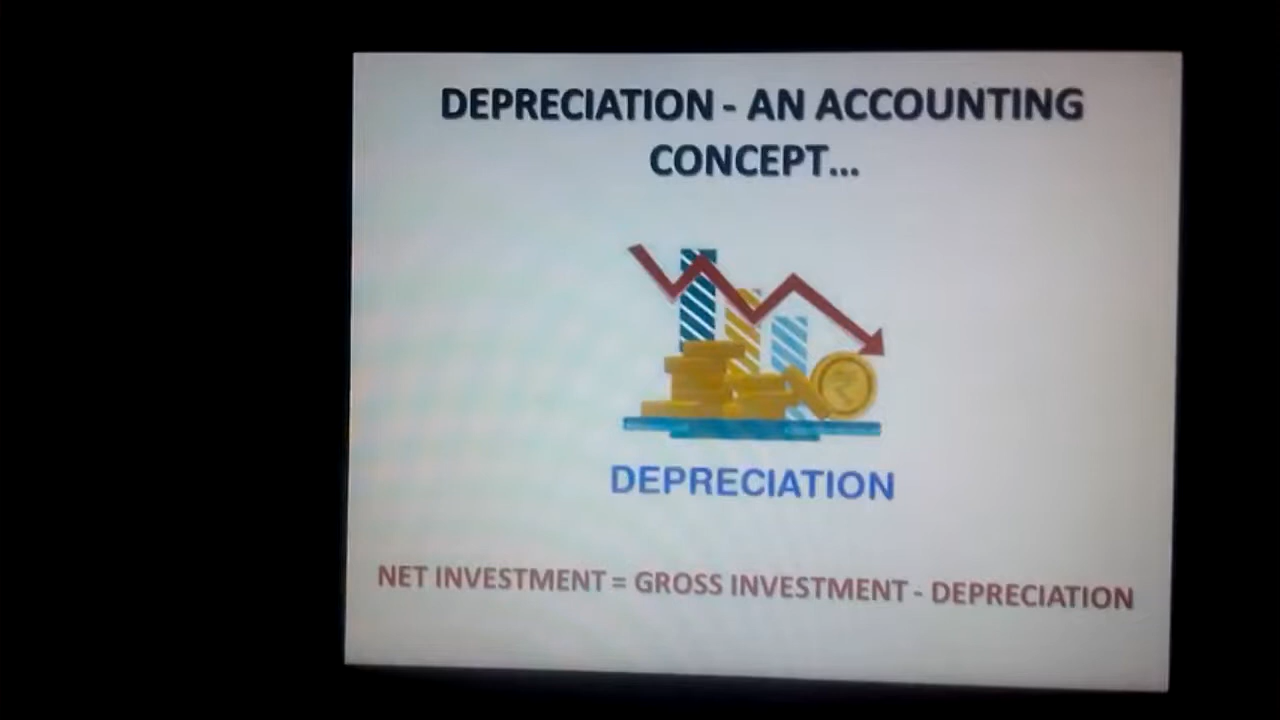 DEPRECIATION - AN ACCOUNTING
CONCEPT...
DEPRECIATION
NET INVESTMENT = GROSS INVESTMENT - DEPRECIATION